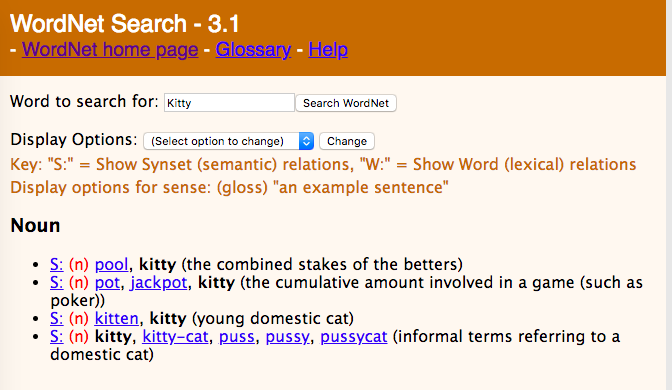 WordNet Search - 3.1
- WordNet home page - Glossary - Help
Word to search for: Kitty Search WordNet
Display Options: (Select option to change) Change
Key: "S:" = Show Synset (semantic) relations, "W:" = Show Word (lexical) relations
Display options for sense: (gloss) "an example sentence"
Noun
• S: (n) pool, kitty (the combined stakes of the betters)
• S: (n) pot, jackpot, kitty (the cumulative amount involved in a game (such as
poker))
• S: (n) kitten, kitty (young domestic cat)
• S: (n) kitty, kitty-cat, puss, pussy, pussycat (informal terms referring to a
domestic cat)